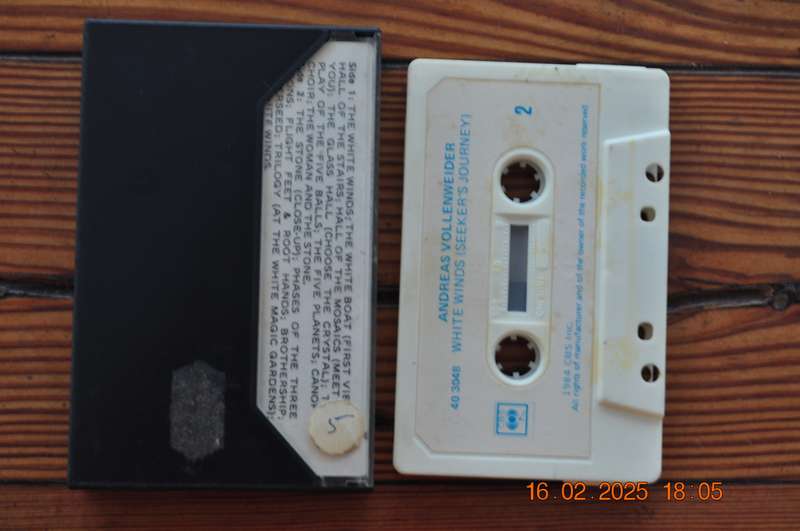 Side 1: THE WHITE WINDS; THE WHITE BOAT (FIRST VIE
HALL OF THE STAIRS; HALL OF THE MOSAICS (MEET
YOU); THE GLASS HALL (CHOOSE THE CRYSTAL); T
PLAY OF THE FIVE BALLS; THE FIVE PLANETS; CANO
CHOIR; THE WOMAN AND THE STONE.
2: THE STONE (CLOSE-UP); PHASES OF THE THREE
FLIGHT FEET & ROOT HANDS; BROTHERSHIP;
TRILOGY (AT THE WHITE MAGIC GARDENS);
WHITE WINDS
5
2
ANDREAS VOLLENWEIDER
WHITE WINDS (SEEKER'S JOURNEY)
40 3048
CBS
1984 CBS Inc.
All rights of manufacturer and of the owner of the recorded work reserved
16.02.2025 18:05